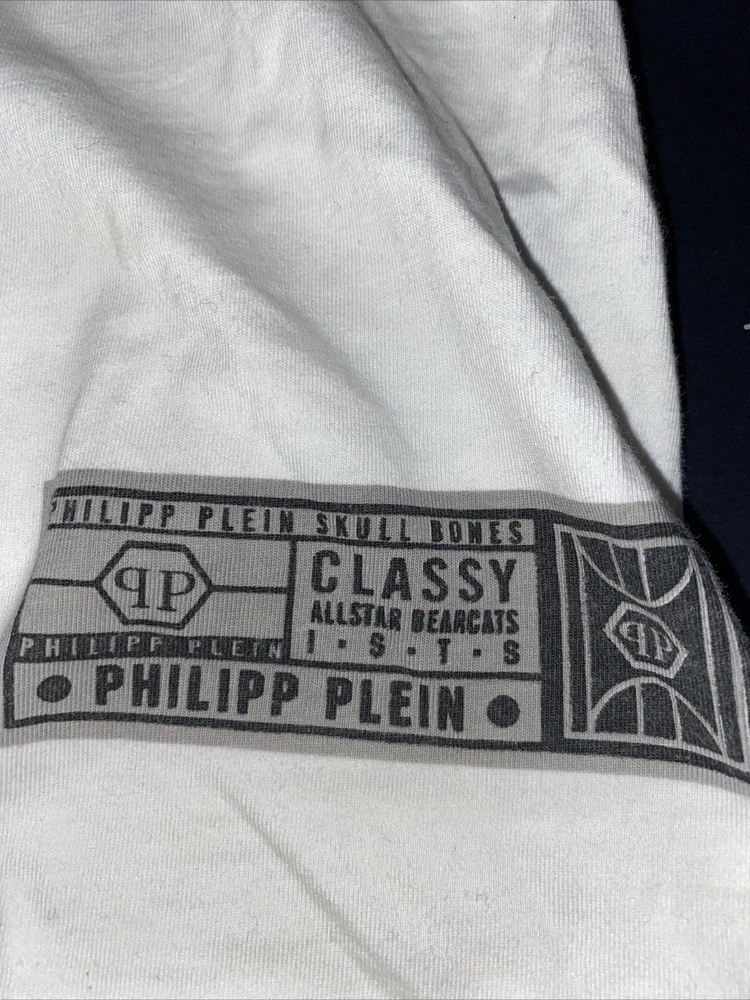 PHILIPP PLEIN SKULL BONES
PP
PHILIPP PLEIN
CLASSY
ALLSTAR BEARCATS
I · S · T · S
PHILIPP PLEIN
PP